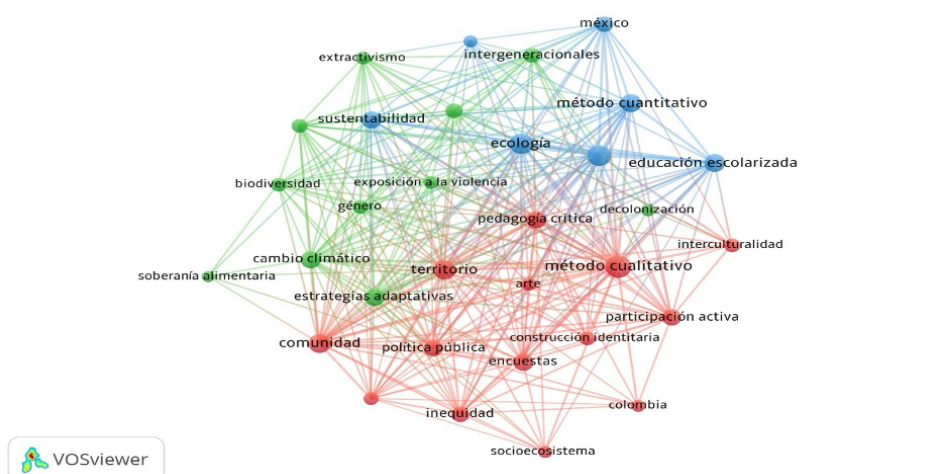 méxico
extractivismo
intergeneracionales
método cuantitativo
sustentabilidad
ecología
educación escolarizada
biodiversidad
exposición a la violencia
género
decolonización
pedagogía critica
interculturalidad
cambio climático
territorio
método cualitativo
soberanía alimentaria
arte
estrategias adaptativas
participación activa
comunidad
política pública
construcción identitaria
encuestas
inequidad
colombia
socioecosistema
VOSviewer